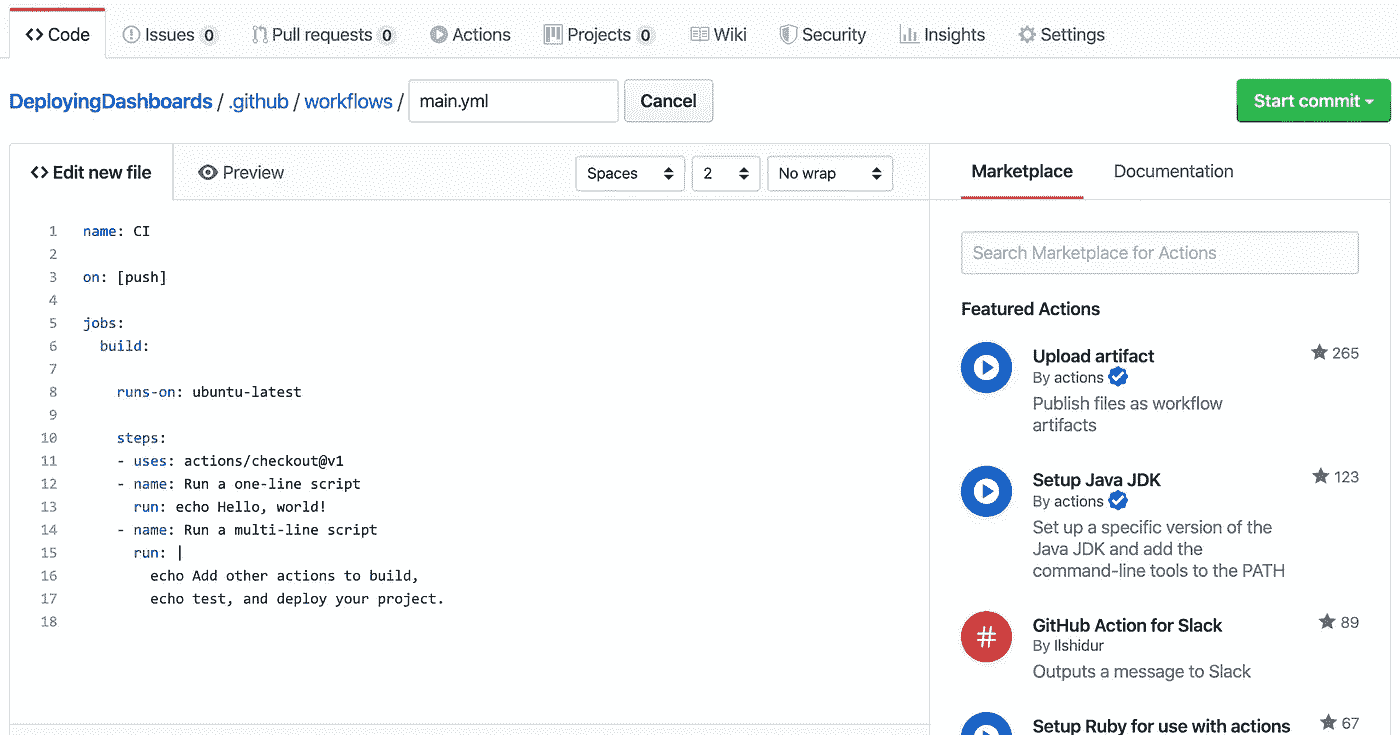 Code Issues 0 Pull requests 0 Actions Projects 0 Wiki Security Insights Settings
DeployingDashboards / .github / workflows / main.yml Cancel Start commit
Edit new file Preview Spaces 2 No wrap
1 name: CI
2
3 on: [push]
4
5 jobs:
6 build:
7
8 runs-on: ubuntu-latest
9
10 steps:
11 - uses: actions/checkout@v1
12 - name: Run a one-line script
13 run: echo Hello, world!
14 - name: Run a multi-line script
15 run: |
16 echo Add other actions to build,
17 echo test, and deploy your project.
18
Marketplace Documentation
Search Marketplace for Actions
Featured Actions
Upload artifact 265
By actions
Publish files as workflow
artifacts
Setup Java JDK 123
By actions
Set up a specific version of the
Java JDK and add the
command-line tools to the PATH
# GitHub Action for Slack 89
By Ilshidur
Outputs a message to Slack
Setup Ruby for use with actions 67